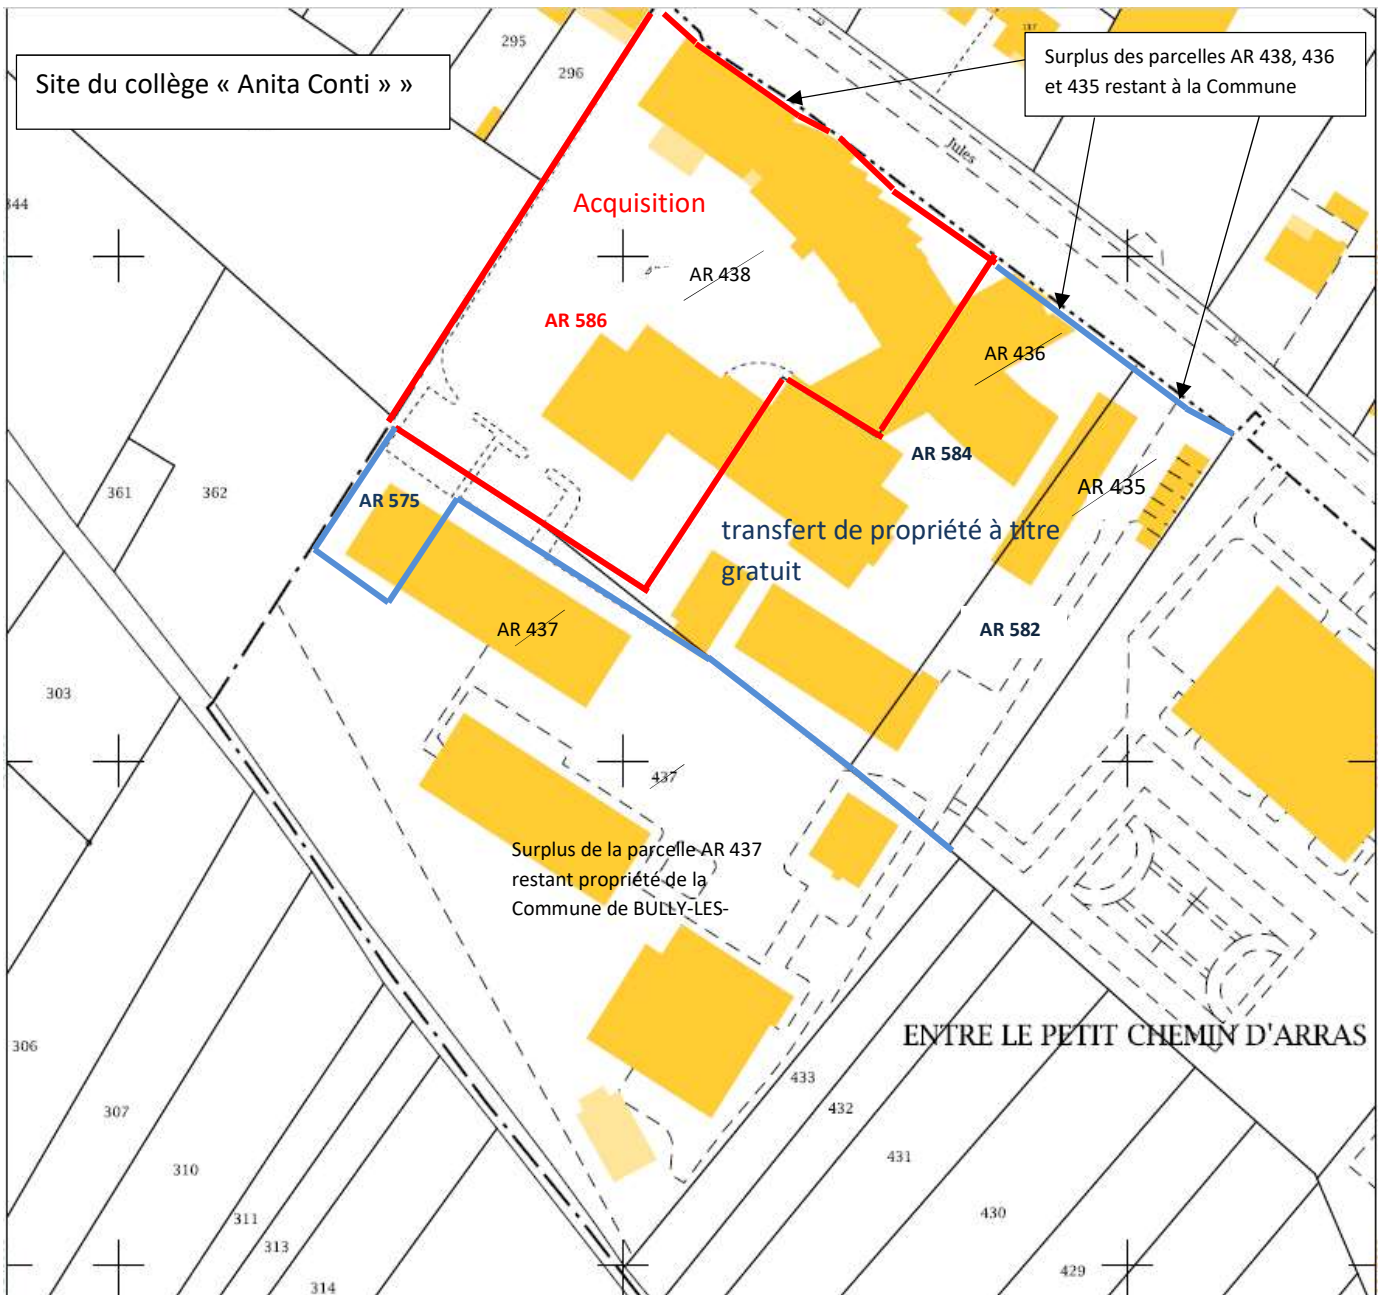 295
296
Site du collège « Anita Conti » »
Surplus des parcelles AR 438, 436
et 435 restant à la Commune
Jules
344
Acquisition
AR 438
AR 586
AR 436
AR 584
AR 435
361
362
AR 575
transfert de propriété à titre
gratuit
AR 437
AR 582
303
437
Surplus de la parcelle AR 437
restant propriété de la
Commune de BULLY-LES-
ENTRE LE PETIT CHEMIN D'ARRAS
306
433
432
307
431
310
430
311
313
429
314